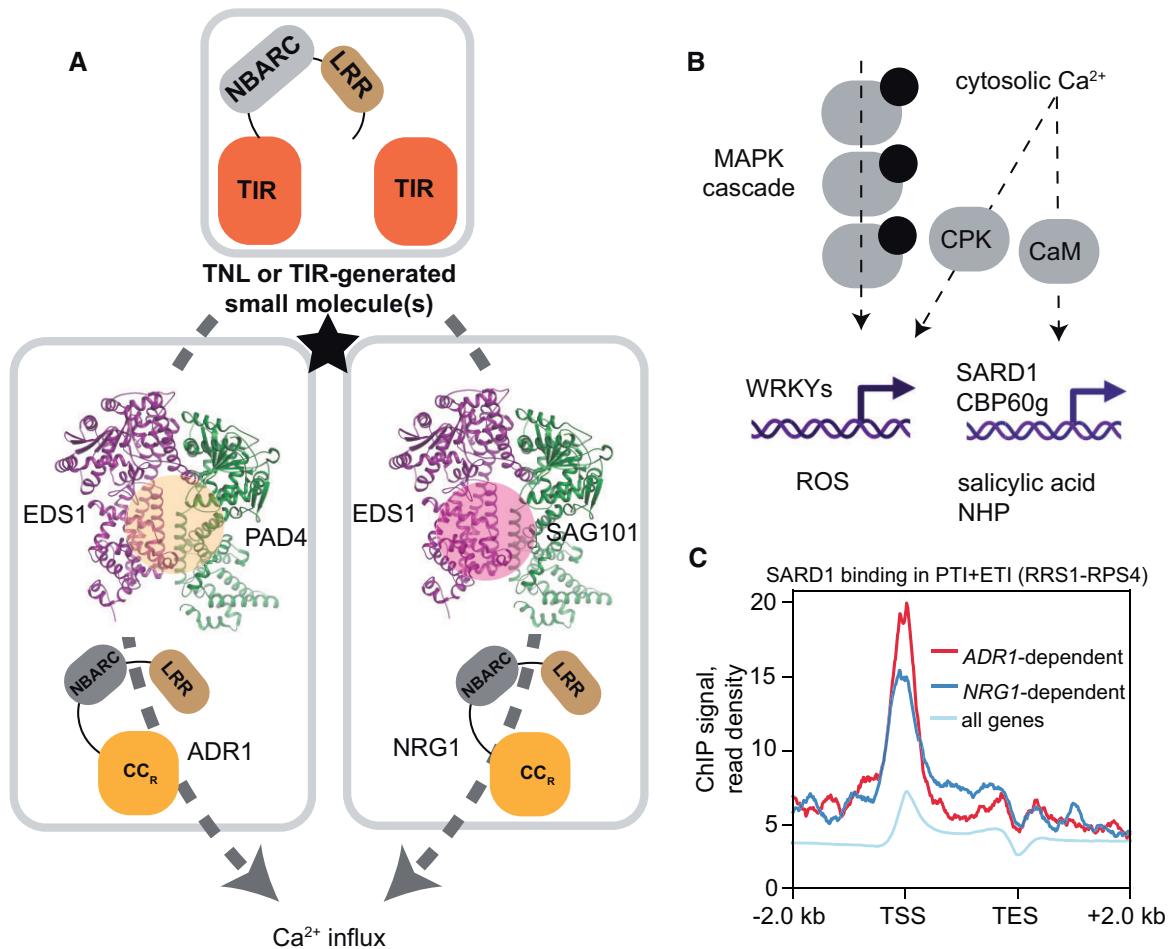 A
NBARC
LRR
TIR
TIR
TNL or TIR-generated
small molecule(s)
EDS1
PAD4
EDS1
SAG101
NBARC
LRR
ADR1
CCR
NBARC
LRR
NRG1
CCR
Ca²⁺ influx
B
cytosolic Ca²⁺
MAPK
cascade
CPK
CaM
WRKYs
SARD1
CBP60g
ROS
salicylic acid
NHP
C
SARD1 binding in PTI+ETI (RRS1-RPS4)
ChIP signal,
read density
20
15
10
5
0
ADR1-dependent
NRG1-dependent
all genes
-2.0 kb
TSS
TES
+2.0 kb